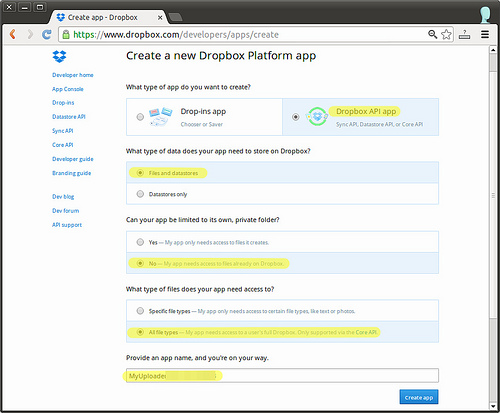 Create app - Dropbox
https://www.dropbox.com/developers/apps/create
Developer home
App Console
Drop-ins
Datastore API
Sync API
Core API
Developer guide
Branding guide
Dev blog
Dev forum
API support
Create a new Dropbox Platform app
What type of app do you want to create?
Drop-ins app
Chooser or Saver
Dropbox API app
Sync API, Datastore API, or Core API
What type of data does your app need to store on Dropbox?
Files and datastores
Datastores only
Can your app be limited to its own, private folder?
Yes — My app only needs access to files it creates.
No — My app needs access to files already on Dropbox.
What type of files does your app need access to?
Specific file types — My app only needs access to certain file types, like text or photos.
All file types — My app needs access to a user's full Dropbox. Only supported via the Core API.
Provide an app name, and you're on your way.
MyUploader
Create app